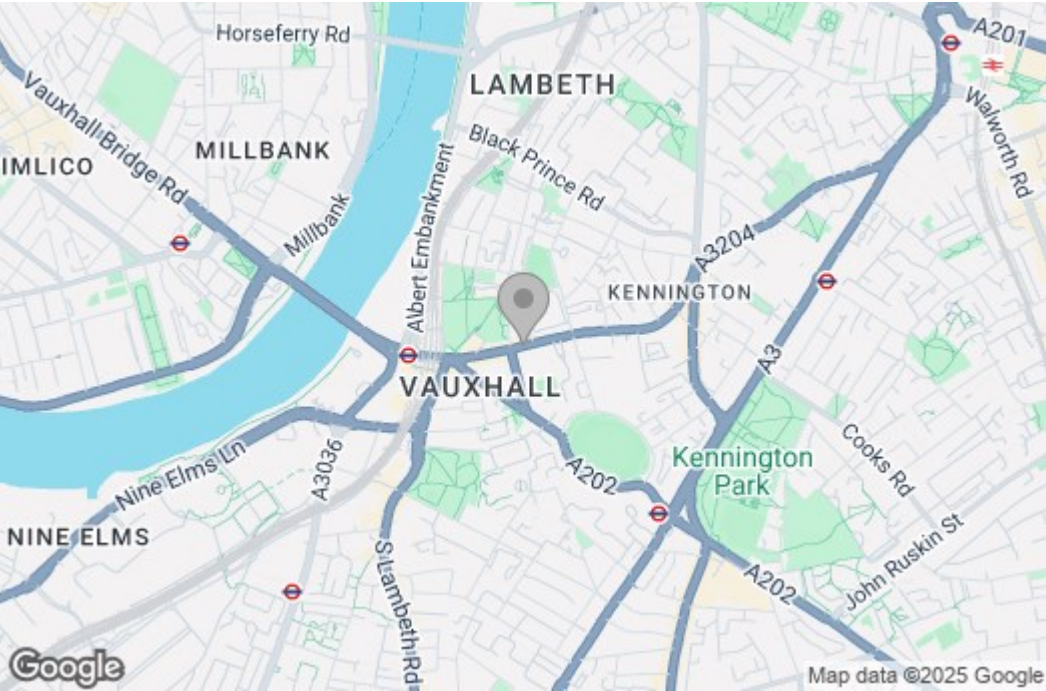 Horseferry Rd
A201
LAMBETH
Vauxhall Bridge Rd
Walworth Rd
MILLBANK
IMLICO
Black Prince Rd
Millbank
Albert Embankment
A3204
KENNINGTON
VAUXHALL
A3
Kennington
Park
Cooks Rd
A202
Nine Elms Ln
A3036
NINE ELMS
John Ruskin St
A202
S Lambeth Rd
Google
Map data ©2025 Google